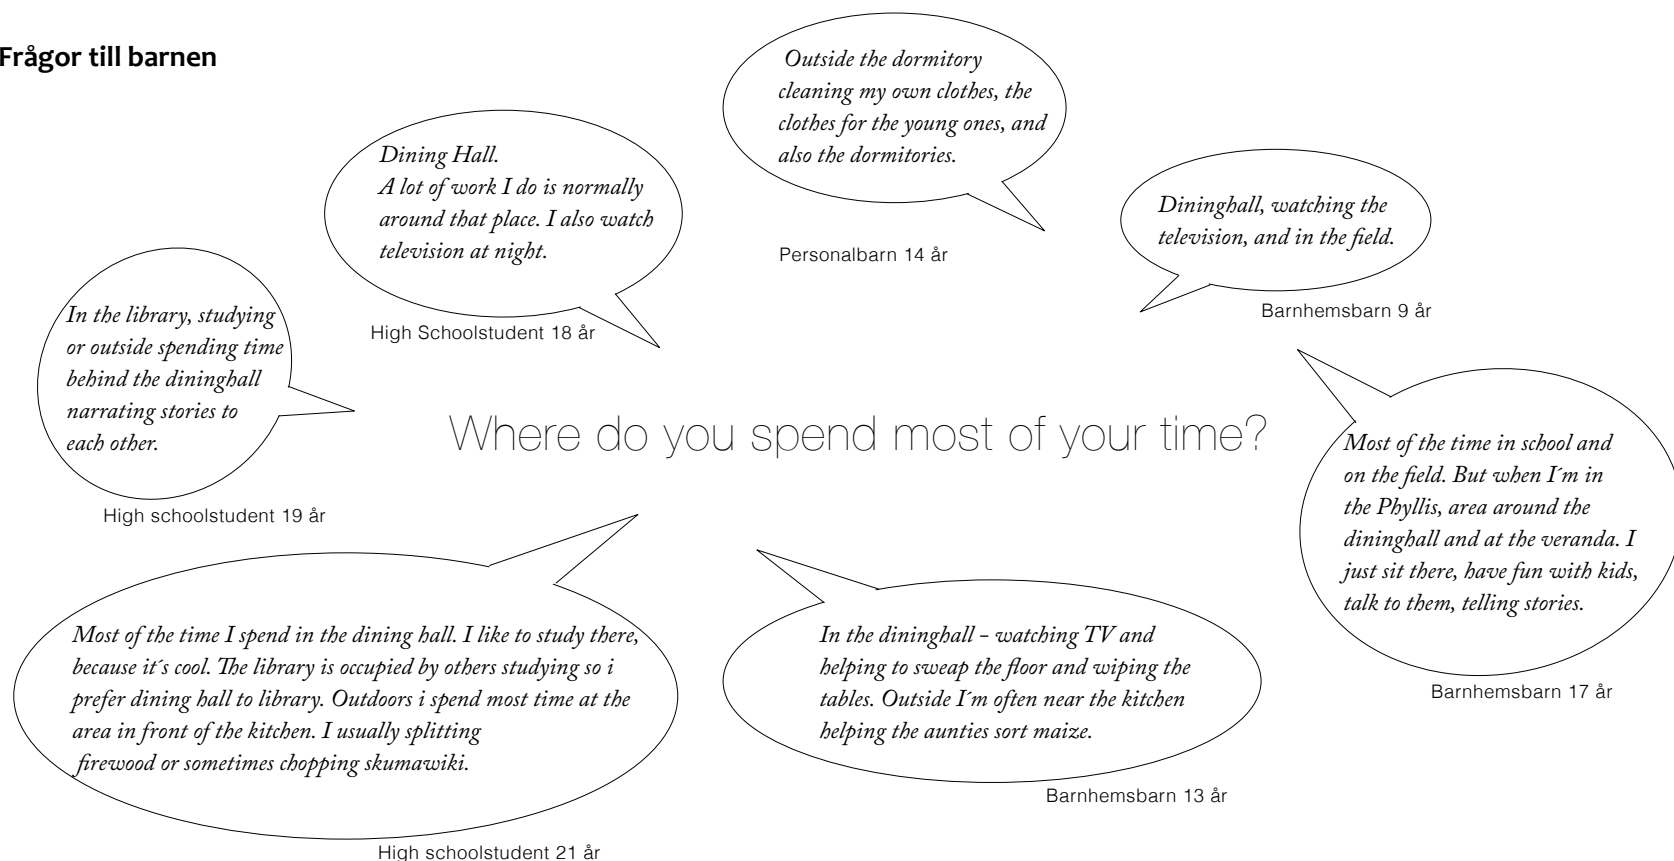 Frågor till barnen
Outside the dormitory
cleaning my own clothes, the
clothes for the young ones, and
also the dormitories.
Personalbarn 14 år
Dining Hall.
A lot of work I do is normally
around that place. I also watch
television at night.
High Schoolstudent 18 år
Dininghall, watching the
television, and in the field.
Barnhemsbarn 9 år
In the library, studying
or outside spending time
behind the dininghall
narrating stories to
each other.
High schoolstudent 19 år
Where do you spend most of your time?
Most of the time in school and
on the field. But when I´m in
the Phyllis, area around the
dininghall and at the veranda. I
just sit there, have fun with kids,
talk to them, telling stories.
Barnhemsbarn 17 år
Most of the time I spend in the dining hall. I like to study there,
because it´s cool. The library is occupied by others studying so i
prefer dining hall to library. Outdoors i spend most time at the
area in front of the kitchen. I usually splitting
firewood or sometimes chopping skumawiki.
High schoolstudent 21 år
In the dininghall - watching TV and
helping to sweap the floor and wiping the
tables. Outside I´m often near the kitchen
helping the aunties sort maize.
Barnhemsbarn 13 år